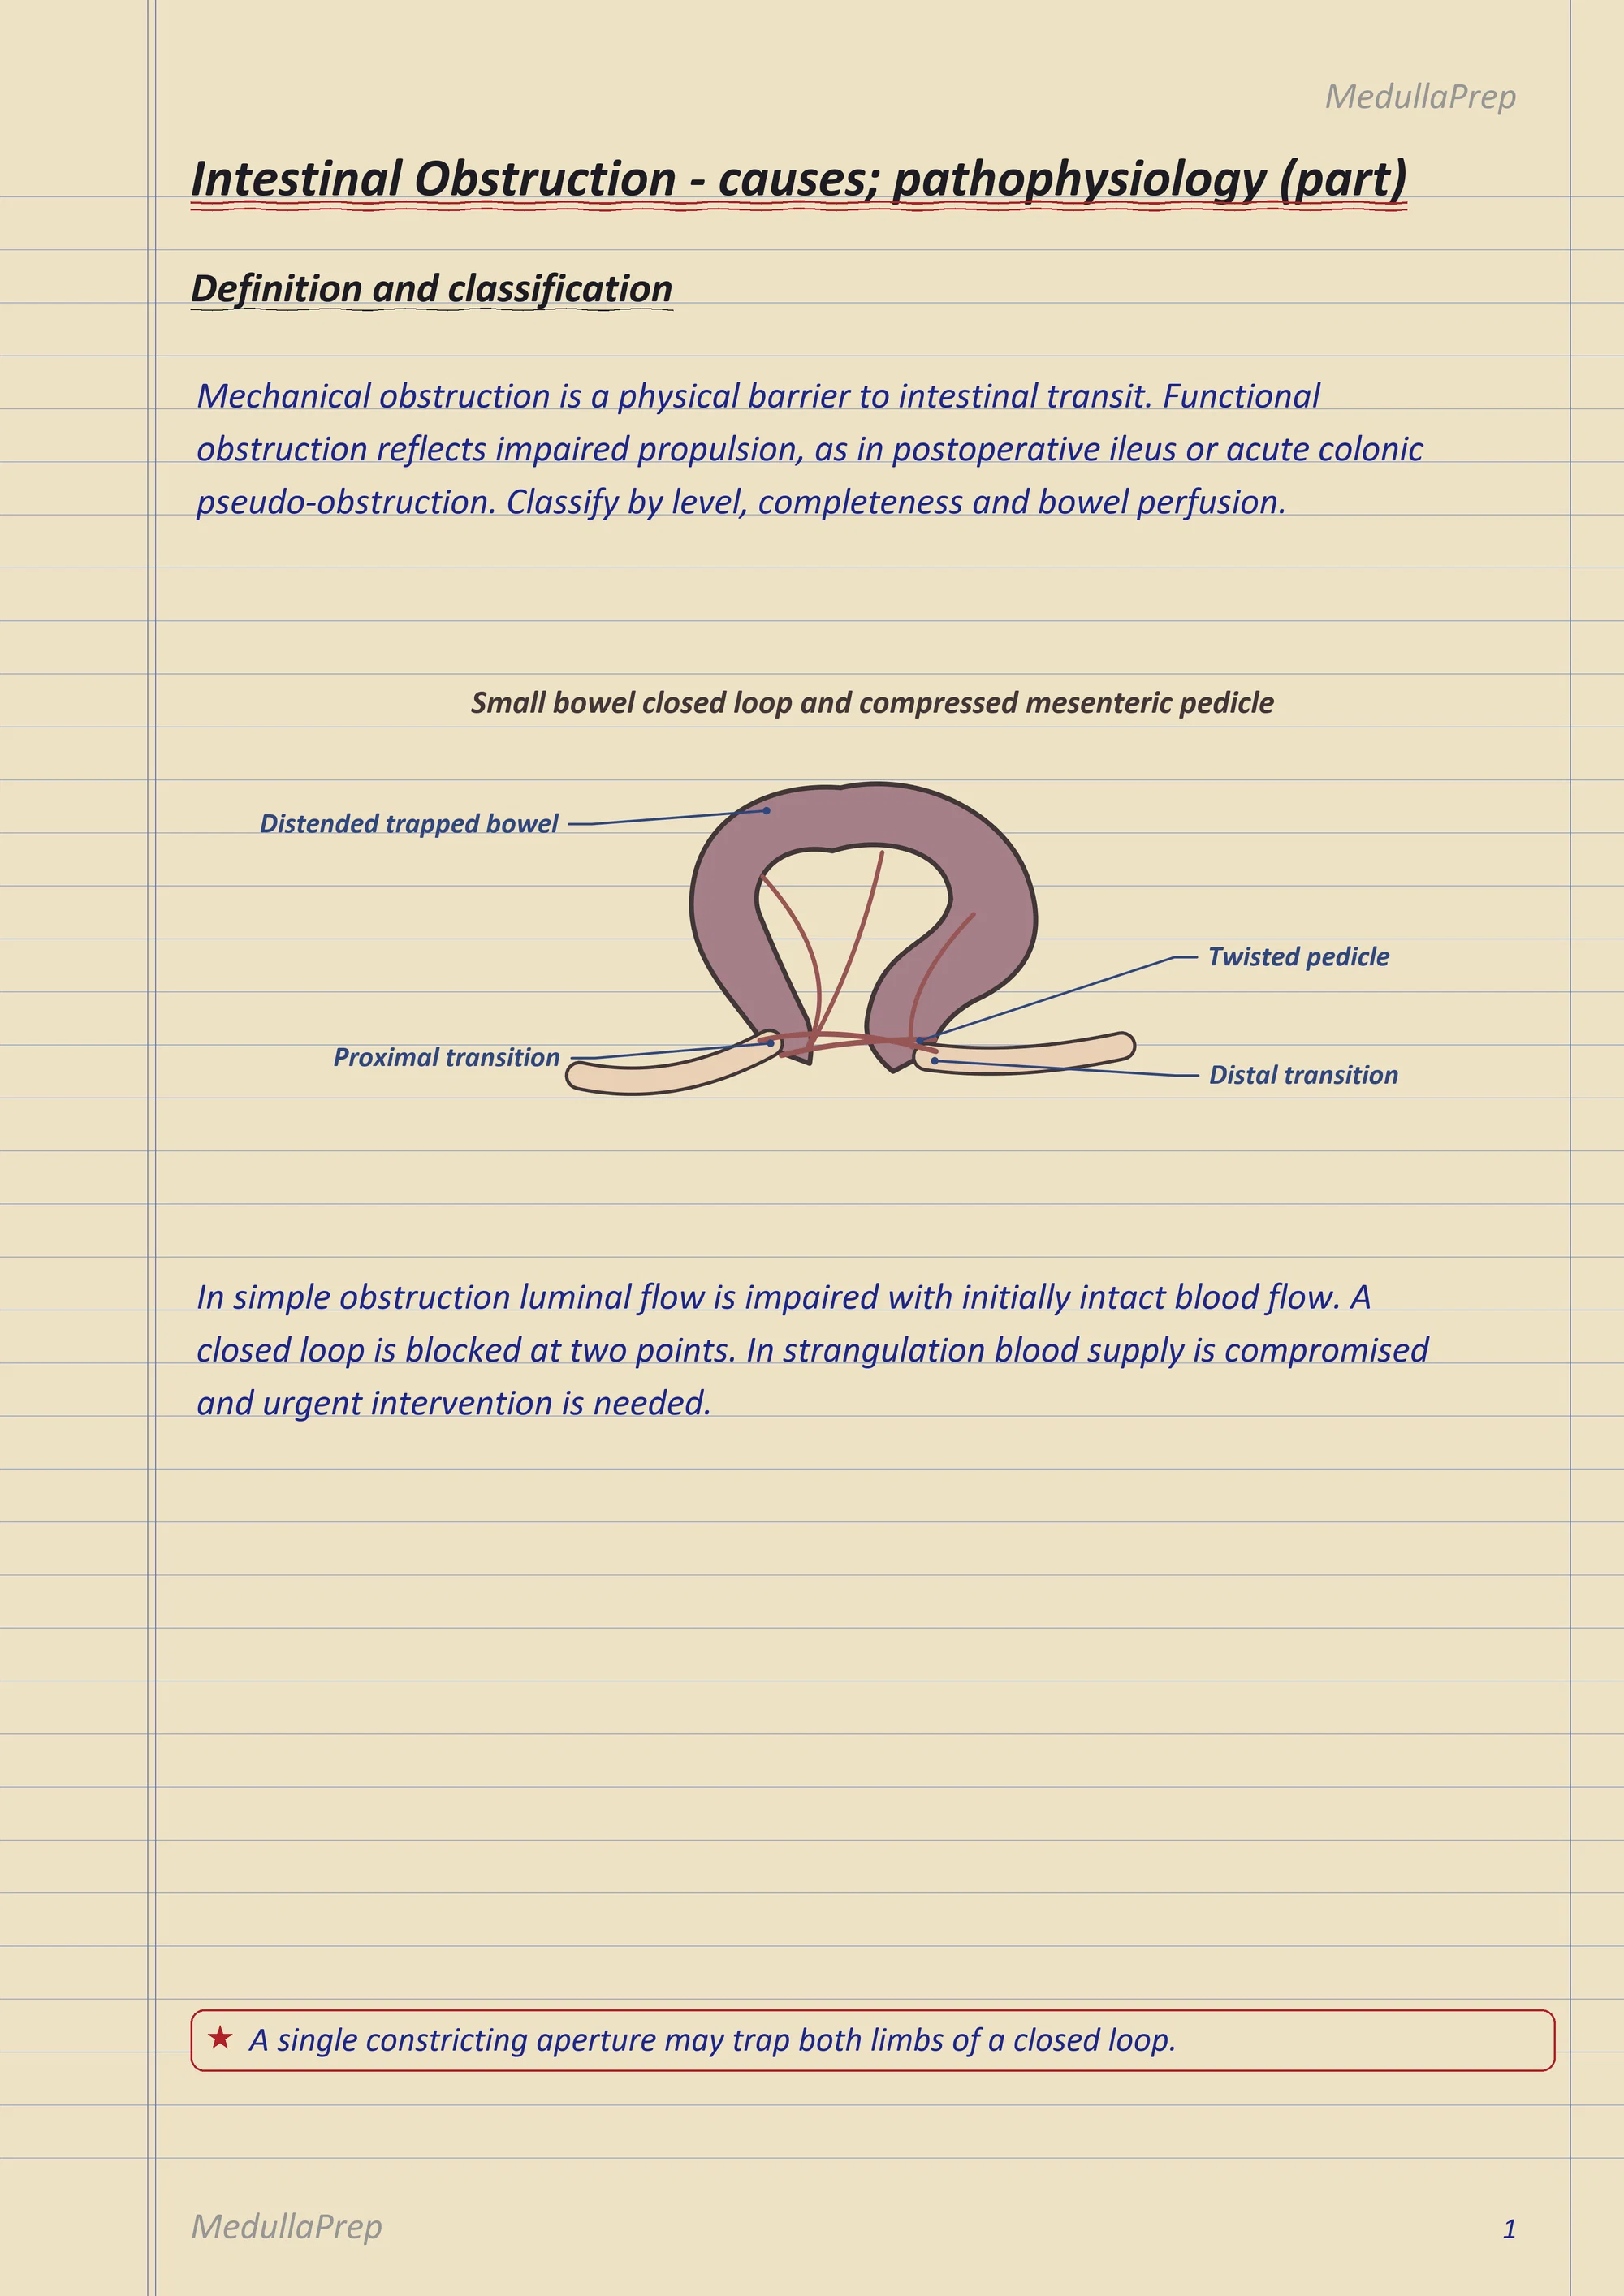 MedullaPrep
Intestinal Obstruction - causes; pathophysiology (part)
Definition and classification
Mechanical obstruction is a physical barrier to intestinal transit. Functional
obstruction reflects impaired propulsion, as in postoperative ileus or acute colonic
pseudo-obstruction. Classify by level, completeness and bowel perfusion.
Small bowel closed loop and compressed mesenteric pedicle
Distended trapped bowel
Twisted pedicle
Proximal transition
Distal transition
In simple obstruction luminal flow is impaired with initially intact blood flow. A
closed loop is blocked at two points. In strangulation blood supply is compromised
and urgent intervention is needed.
★ A single constricting aperture may trap both limbs of a closed loop.
MedullaPrep
1